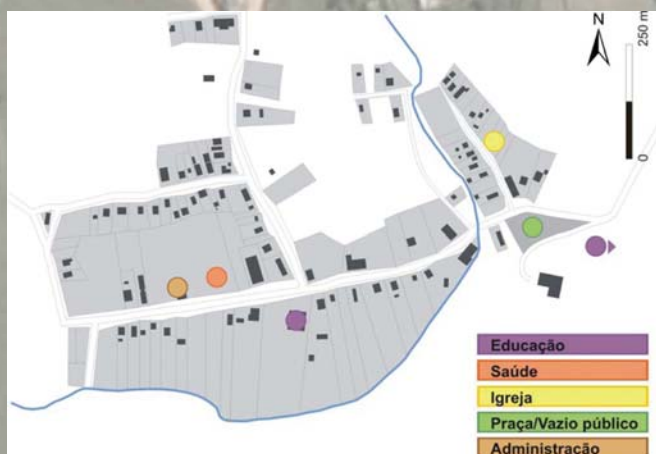 N
250 m
0
Educação
Saúde
Igreja
Praça/Vazio público
Administração